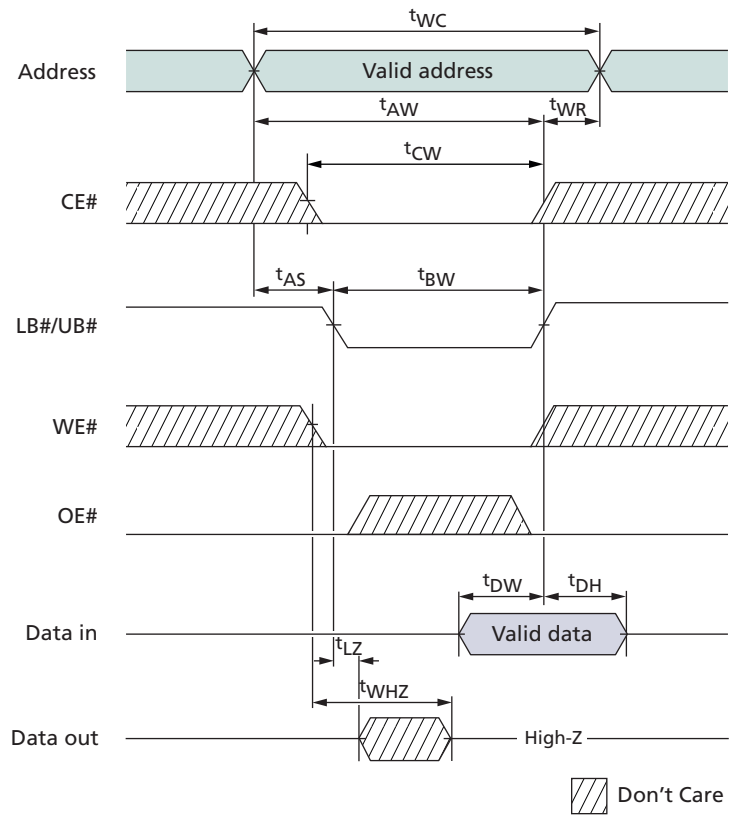 tWC
Address
Valid address
tAW
tWR
tCW
CE#
tAS
tBW
LB#/UB#
WE#
OE#
tDW
tDH
Data in
Valid data
tLZ
tWHZ
Data out
High-Z
Don't Care